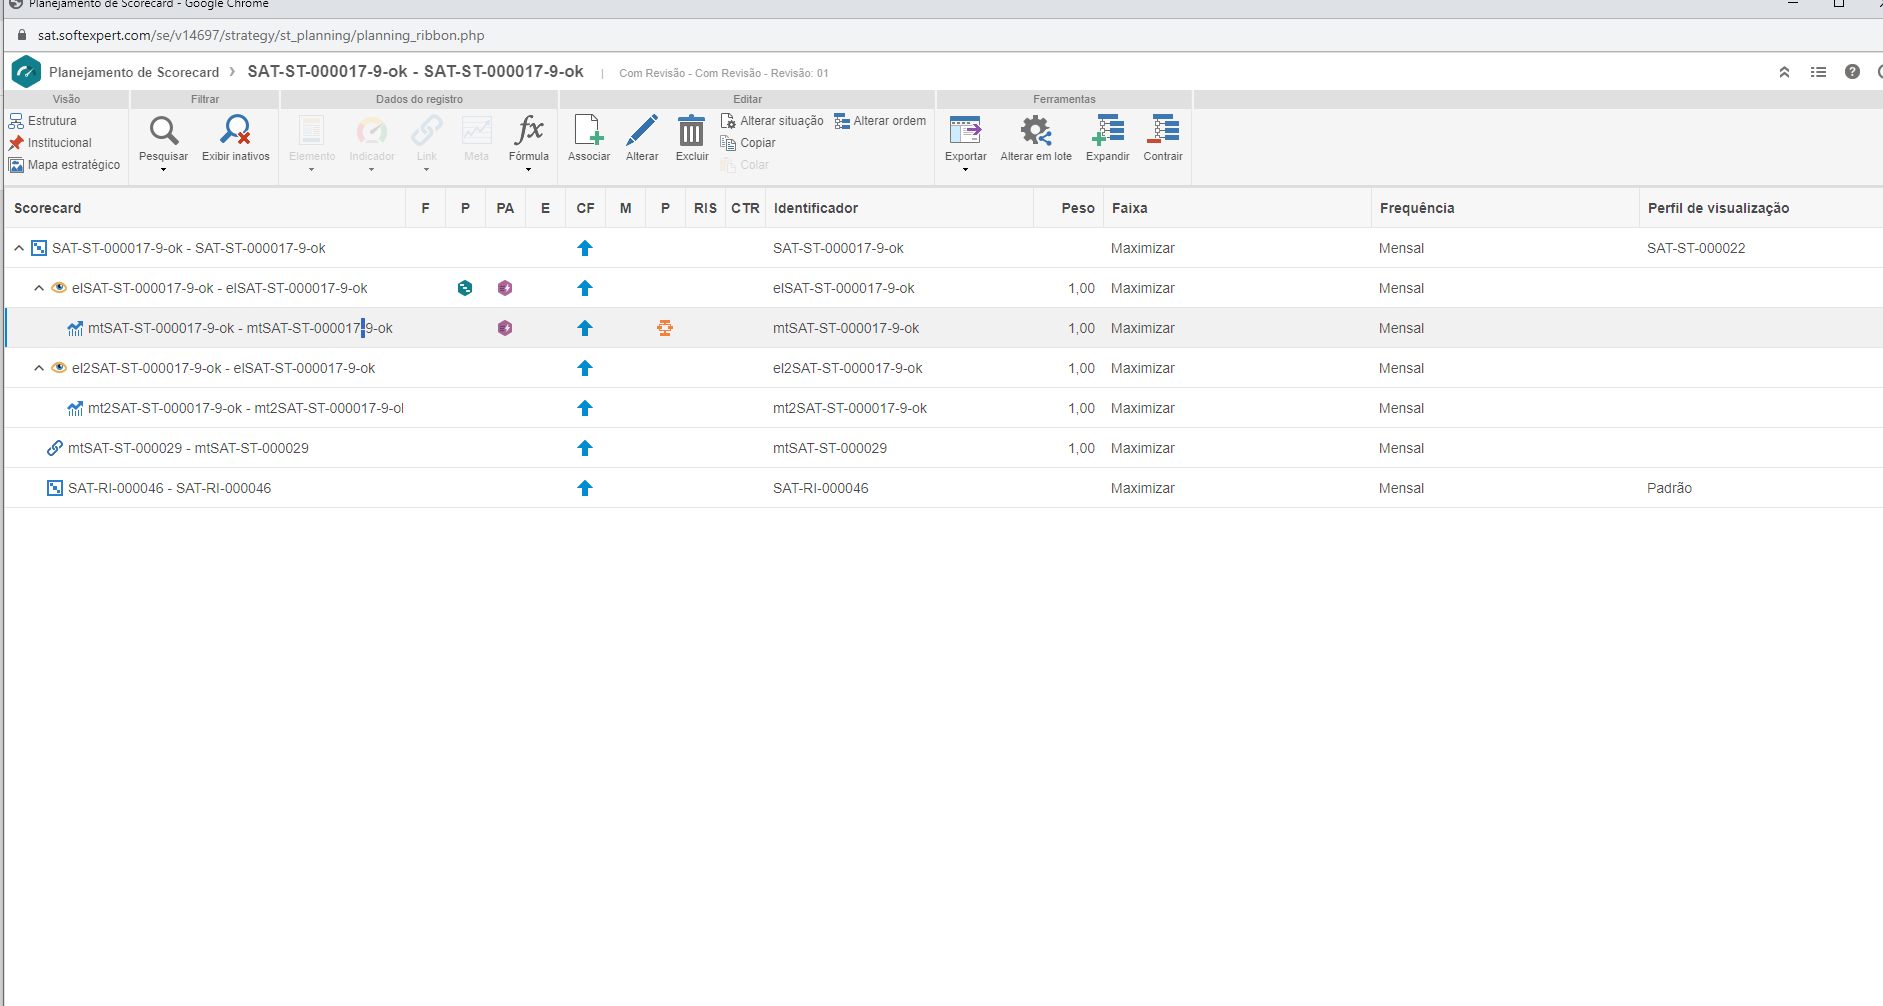 Planejamento de Scorecard - Google Chrome
sat.softexpert.com/se/v14697/strategy/st_planning/planning_ribbon.php
Planejamento de Scorecard › SAT-ST-000017-9-ok - SAT-ST-000017-9-ok | Com Revisão - Com Revisão - Revisão: 01
Visão Filtrar Dados do registro Editar Ferramentas
Estrutura
Institucional
Mapa estratégico
Pesquisar Exibir inativos
Elemento Indicador Link Meta Fórmula
Associar Alterar Excluir
Alterar situação Alterar ordem
Copiar
Colar
Exportar Alterar em lote Expandir Contrair
Scorecard F P PA E CF M P RIS CTR Identificador Peso Faixa Frequência Perfil de visualização
SAT-ST-000017-9-ok - SAT-ST-000017-9-ok SAT-ST-000017-9-ok Maximizar Mensal SAT-ST-000022
elSAT-ST-000017-9-ok - elSAT-ST-000017-9-ok elSAT-ST-000017-9-ok 1,00 Maximizar Mensal
mtSAT-ST-000017-9-ok - mtSAT-ST-000017-9-ok mtSAT-ST-000017-9-ok 1,00 Maximizar Mensal
el2SAT-ST-000017-9-ok - elSAT-ST-000017-9-ok el2SAT-ST-000017-9-ok 1,00 Maximizar Mensal
mt2SAT-ST-000017-9-ok - mt2SAT-ST-000017-9-ol mt2SAT-ST-000017-9-ok 1,00 Maximizar Mensal
mtSAT-ST-000029 - mtSAT-ST-000029 mtSAT-ST-000029 1,00 Maximizar Mensal
SAT-RI-000046 - SAT-RI-000046 SAT-RI-000046 Maximizar Mensal Padrão